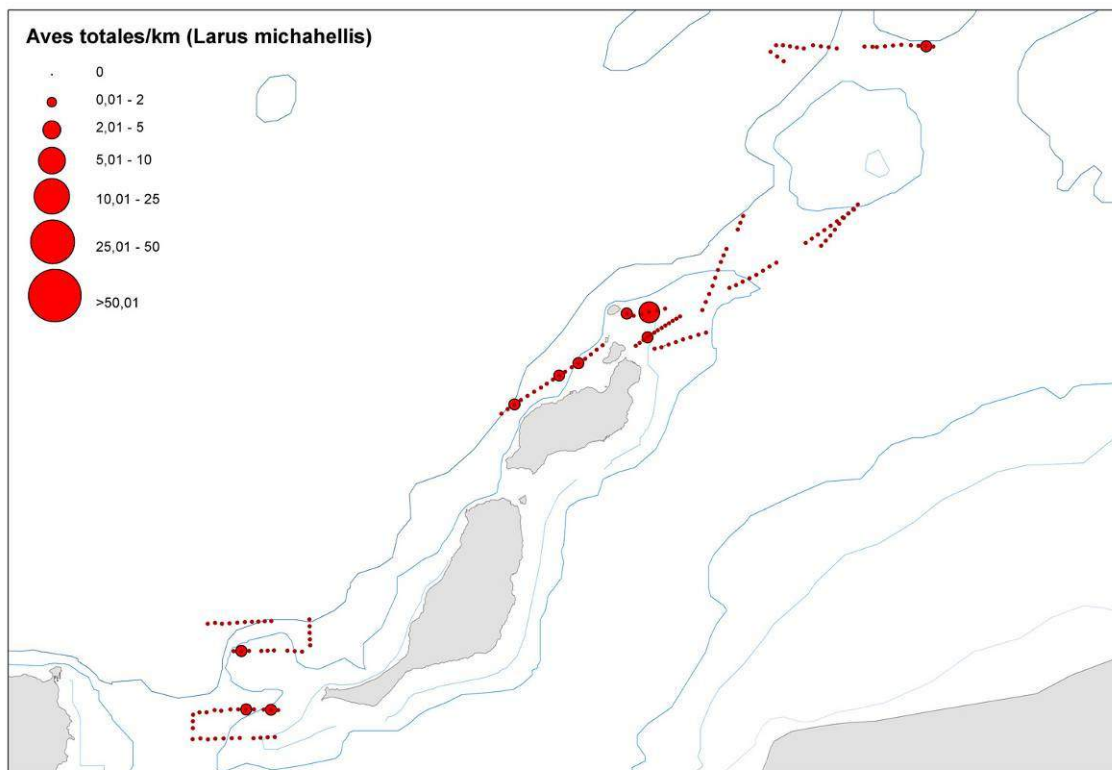 Aves totales/km (Larus michahellis)
0
0,01 - 2
2,01 - 5
5,01 - 10
10,01 - 25
25,01 - 50
>50,01